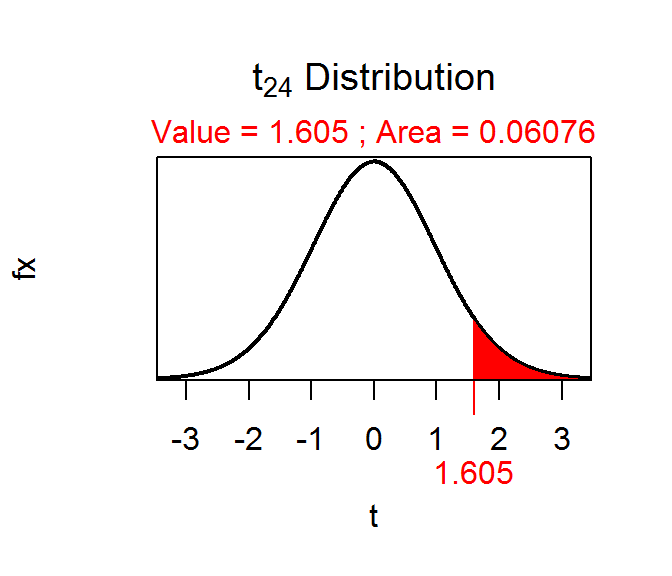 t24 Distribution
Value = 1.605 ; Area = 0.06076
fx
-3 -2 -1 0 1 2 3
1.605
t